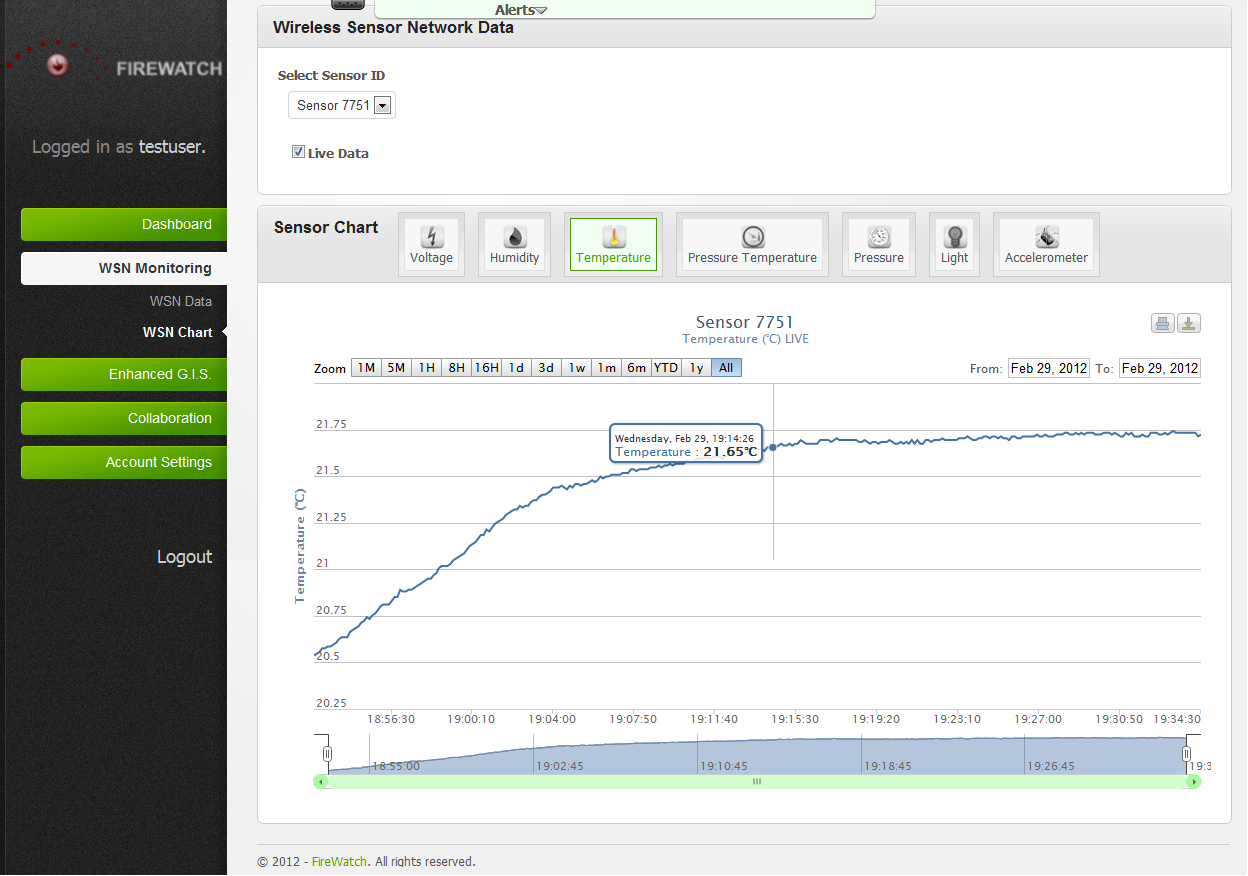 Alerts
Wireless Sensor Network Data
FIREWATCH
Select Sensor ID
Sensor 7751
Logged in as testuser.
Live Data
Dashboard
WSN Monitoring
WSN Data
WSN Chart
Enhanced G.I.S.
Collaboration
Account Settings
Logout
Sensor Chart
Voltage
Humidity
Temperature
Pressure Temperature
Pressure
Light
Accelerometer
Sensor 7751
Temperature (℃) LIVE
Zoom 1M 5M 1H 8H 16H 1d 3d 1w 1m 6m YTD 1y All
From: Feb 29, 2012 To: Feb 29, 2012
Wednesday, Feb 29, 19:14:26
Temperature : 21.65℃
Temperature (℃)
21.75
21.5
21.25
21
20.75
20.5
20.25
18:56:30 19:00:10 19:04:00 19:07:50 19:11:40 19:15:30 19:19:20 19:23:10 19:27:00 19:30:50 19:34:30
18:55:00 19:02:45 19:10:45 19:18:45 19:26:45 19:3
© 2012 - FireWatch. All rights reserved.